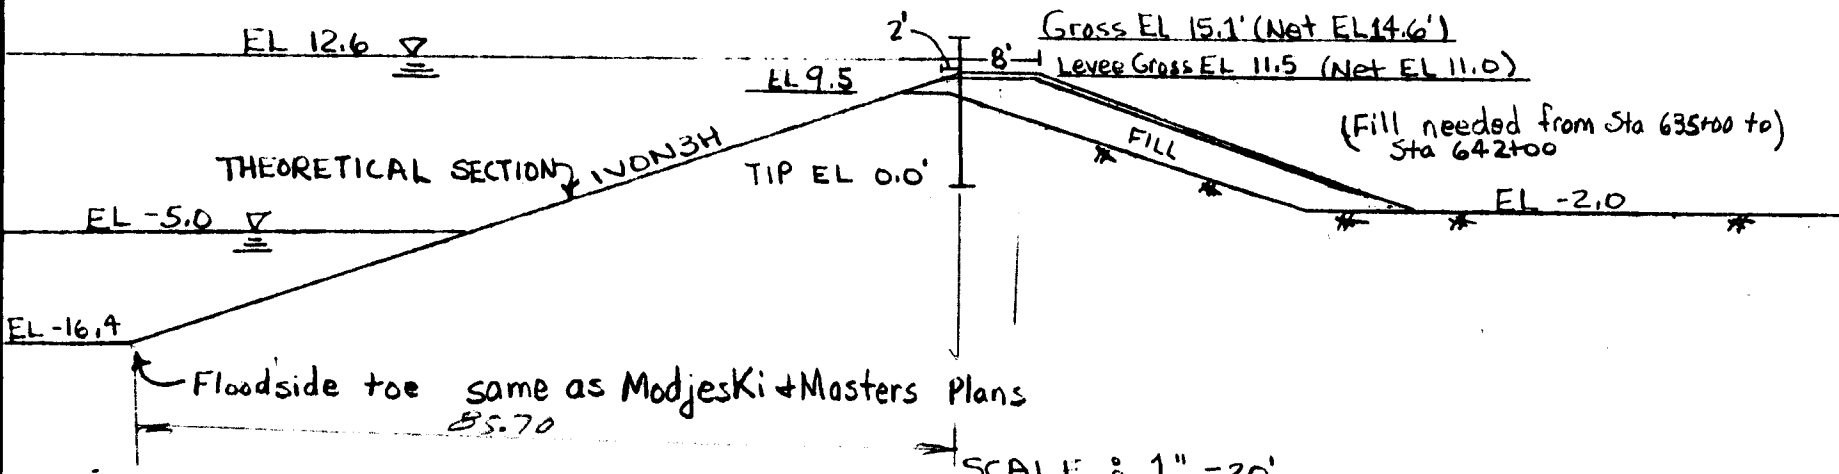 EL 12.6
2'
Gross EL 15.1' (Net EL 14.6')
8'
Levee Gross EL 11.5 (Net EL 11.0)
EL 9.5
(Fill needed from Sta 635+00 to)
Sta 642+00
FILL
THEORETICAL SECTION
1V ON 3H
TIP EL 0.0'
EL -5.0
EL -2.0
EL -16.4
Floodside toe same as Modjeski & Masters Plans
85.70
SCALE : 1" = 20'